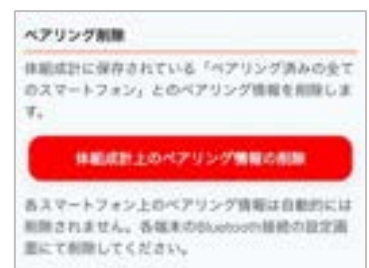 ペアリング削除
体組成計に保存されている「ペアリング済みの全て
のスマートフォン」とのペアリング情報を削除しま
す。
体組成計上のペアリング情報の削除
各スマートフォン上のペアリング情報は自動的には
削除されません。各端末のBluetooth接続の設定画
面にて削除してください。